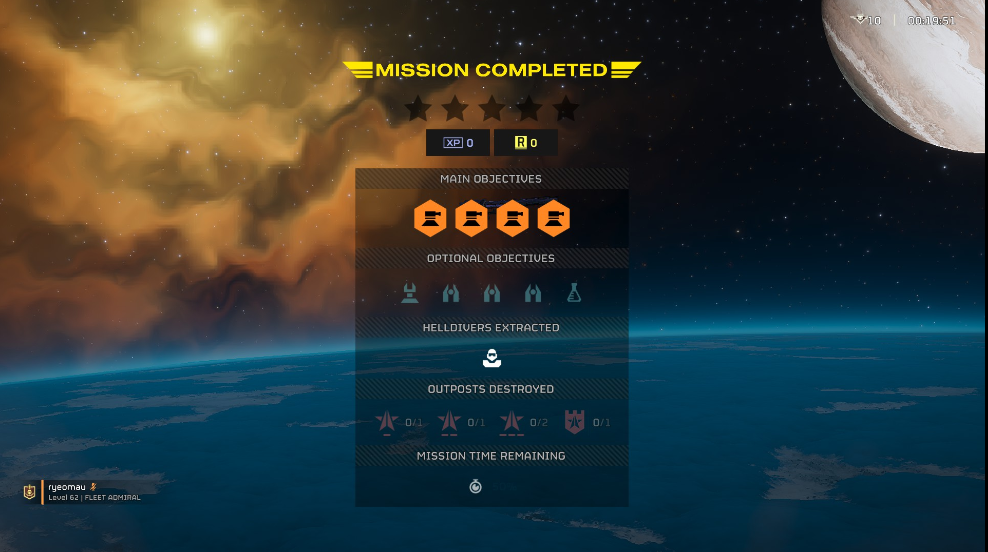 10 | 00:19:51
MISSION COMPLETED
XP 0 R 0
MAIN OBJECTIVES
OPTIONAL OBJECTIVES
HELLDIVERS EXTRACTED
OUTPOSTS DESTROYED
0/1 0/1 0/2 0/1
MISSION TIME REMAINING
ryeomau
Level 62 | FLEET ADMIRAL